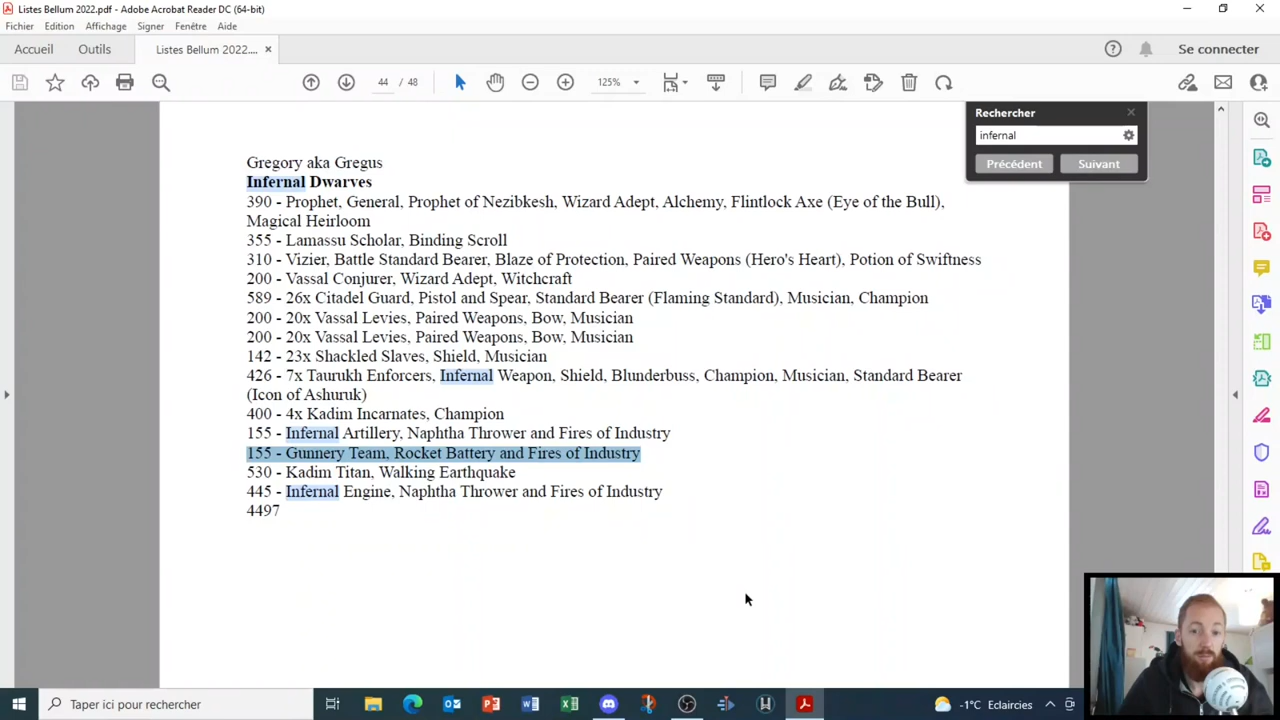 Listes Bellum 2022.pdf - Adobe Acrobat Reader DC (64-bit)
Fichier Edition Affichage Signer Fenêtre Aide
Accueil Outils Listes Bellum 2022.... × Se connecter
44 / 48 125%
Rechercher
infernal
Précédent Suivant
Gregory aka Gregus
Infernal Dwarves
390 - Prophet, General, Prophet of Nezibkesh, Wizard Adept, Alchemy, Flintlock Axe (Eye of the Bull),
Magical Heirloom
355 - Lamassu Scholar, Binding Scroll
310 - Vizier, Battle Standard Bearer, Blaze of Protection, Paired Weapons (Hero's Heart), Potion of Swiftness
200 - Vassal Conjurer, Wizard Adept, Witchcraft
589 - 26x Citadel Guard, Pistol and Spear, Standard Bearer (Flaming Standard), Musician, Champion
200 - 20x Vassal Levies, Paired Weapons, Bow, Musician
200 - 20x Vassal Levies, Paired Weapons, Bow, Musician
142 - 23x Shackled Slaves, Shield, Musician
426 - 7x Taurukh Enforcers, Infernal Weapon, Shield, Blunderbuss, Champion, Musician, Standard Bearer
(Icon of Ashuruk)
400 - 4x Kadim Incarnates, Champion
155 - Infernal Artillery, Naphtha Thrower and Fires of Industry
155 - Gunnery Team, Rocket Battery and Fires of Industry
530 - Kadim Titan, Walking Earthquake
445 - Infernal Engine, Naphtha Thrower and Fires of Industry
4497
Taper ici pour rechercher -1°C Eclaircies